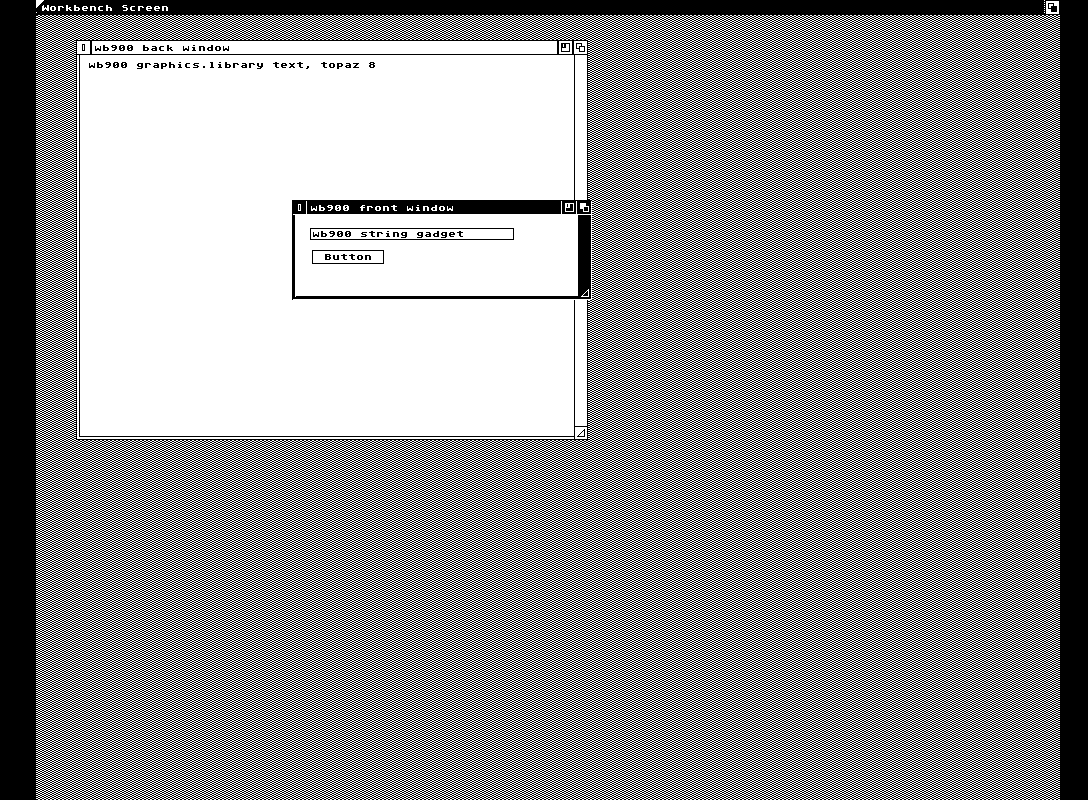 Workbench Screen
wb900 back window
wb900 graphics.library text, topaz 8
wb900 front window
wb900 string gadget
Button